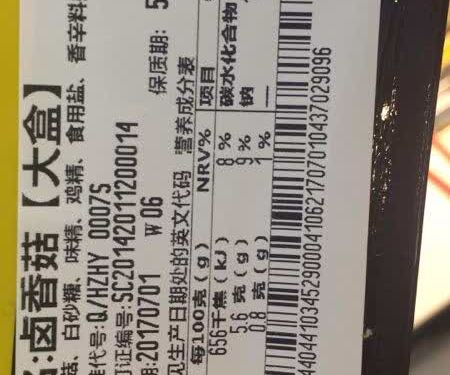 名:卤香菇【大盒】
菇、白砂糖、味精、鸡精、食用盐、香辛料
准代号:Q/HZHY 0007S
可证编号:SC20142011200014
期:20170701 W 06 保质期: 5
见生产日期处的英文代码 营养成分表
每100克(g) NRV% 项目
656千焦(kJ) 8 % 碳水化合物
5.6 克(g) 9 % 钠
0.8 克(g) 1 % 一
44044103452900041062170701043702909６